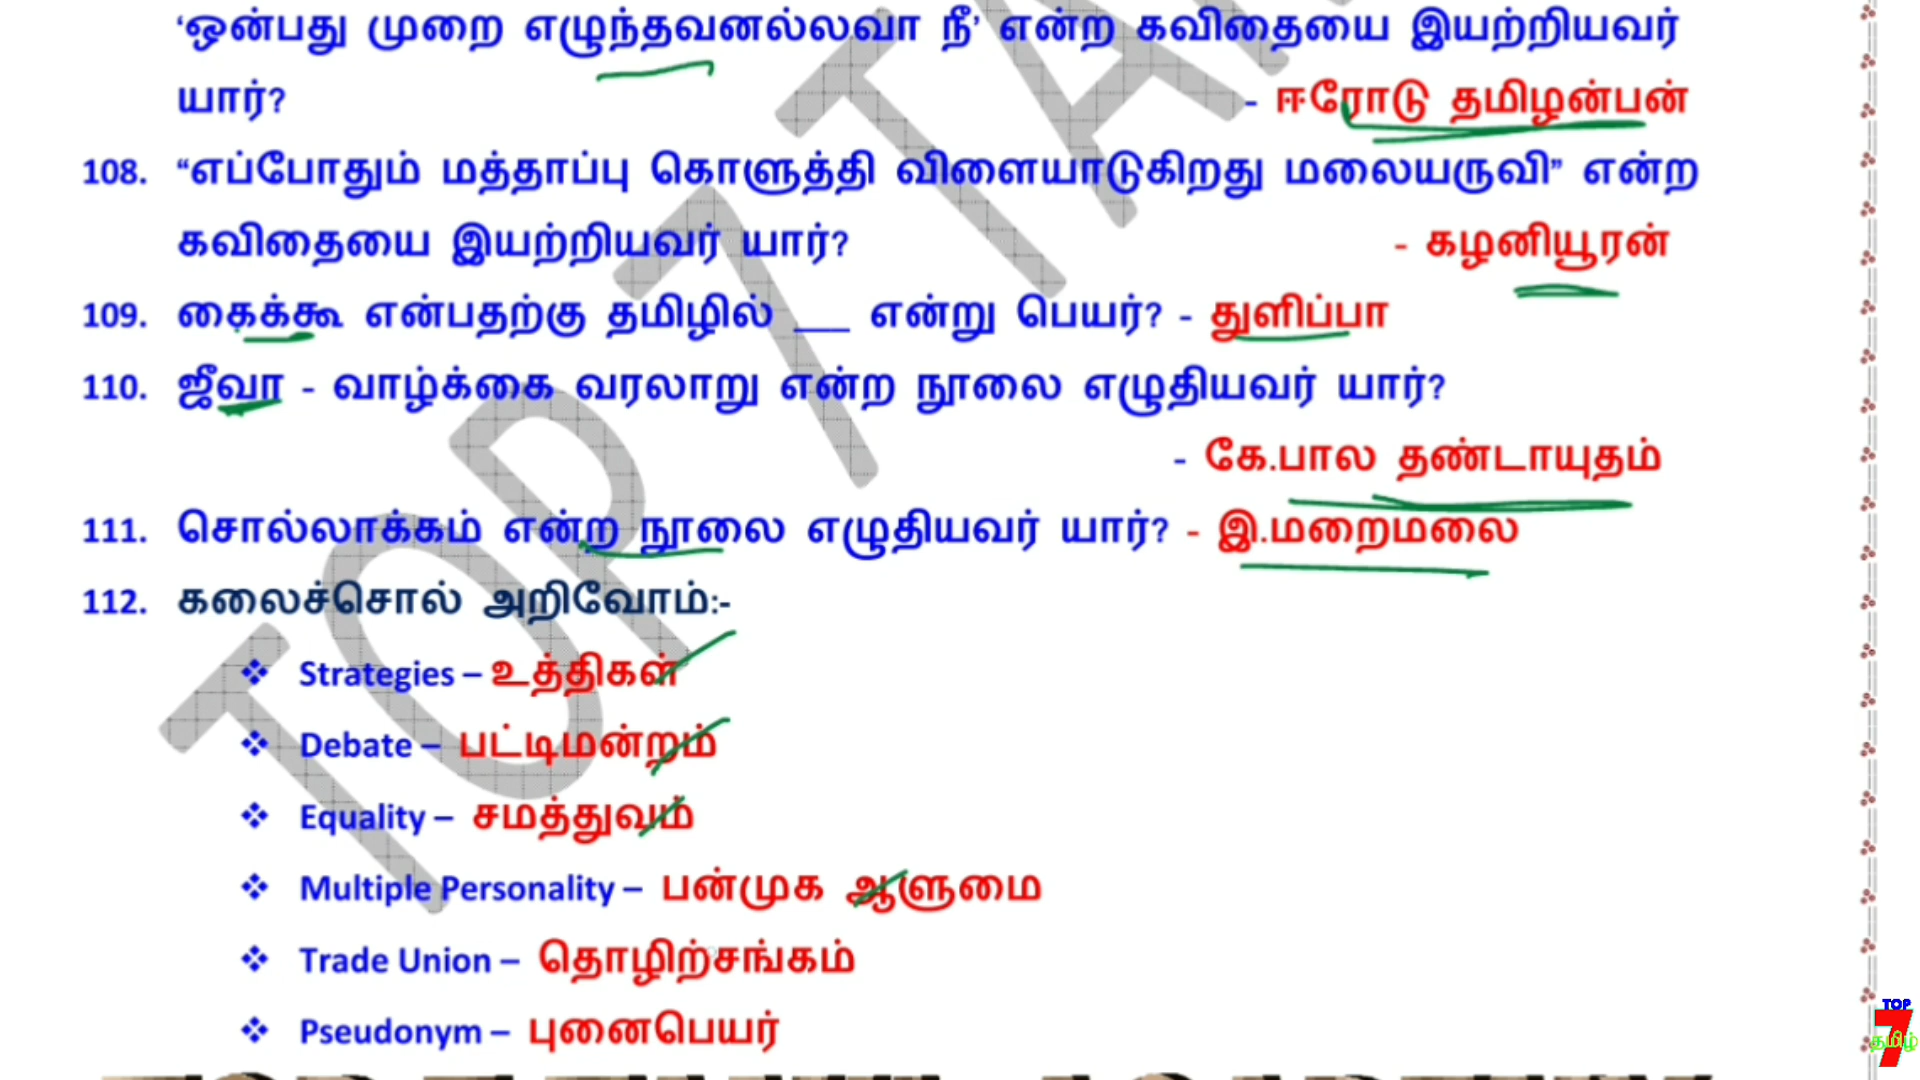 ‘ஒன்பது முறை எழுந்தவனல்லவா நீ’ என்ற கவிதையை இயற்றியவர்
யார்? - ஈரோடு தமிழன்பன்
108. “எப்போதும் மத்தாப்பு கொளுத்தி விளையாடுகிறது மலையருவி” என்ற
கவிதையை இயற்றியவர் யார்? - கழனியூரன்
109. கைக்கூ என்பதற்கு தமிழில் ___ என்று பெயர்? - துளிப்பா
110. ஜீவா - வாழ்க்கை வரலாறு என்ற நூலை எழுதியவர் யார்?
- கே.பால தண்டாயுதம்
111. சொல்லாக்கம் என்ற நூலை எழுதியவர் யார்? - இ.மறைமலை
112. கலைச்சொல் அறிவோம்:-
❖ Strategies – உத்திகள்
❖ Debate – பட்டிமன்றம்
❖ Equality – சமத்துவம்
❖ Multiple Personality – பன்முக ஆளுமை
❖ Trade Union – தொழிற்சங்கம்
❖ Pseudonym – புனைபெயர்
TOP
7
தமிழ்